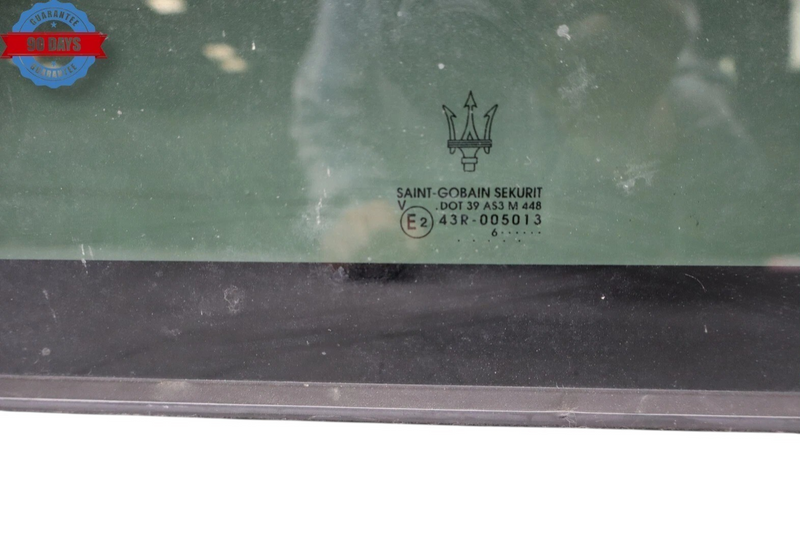 GUARANTEE
90 DAYS
GUARANTEE
SAINT-GOBAIN SEKURIT
V .DOT 39 AS3 M 448
E2 43R-005013
6······
· · · · ·